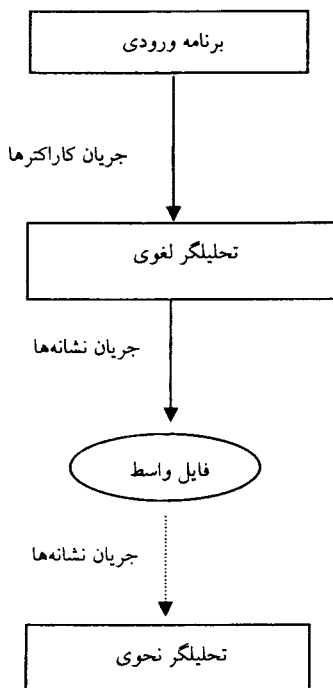 برنامه ورودی
جریان کاراکترها
تحلیلگر لغوی
جریان نشانه‌ها
فایل واسط
جریان نشانه‌ها
تحلیلگر نحوی